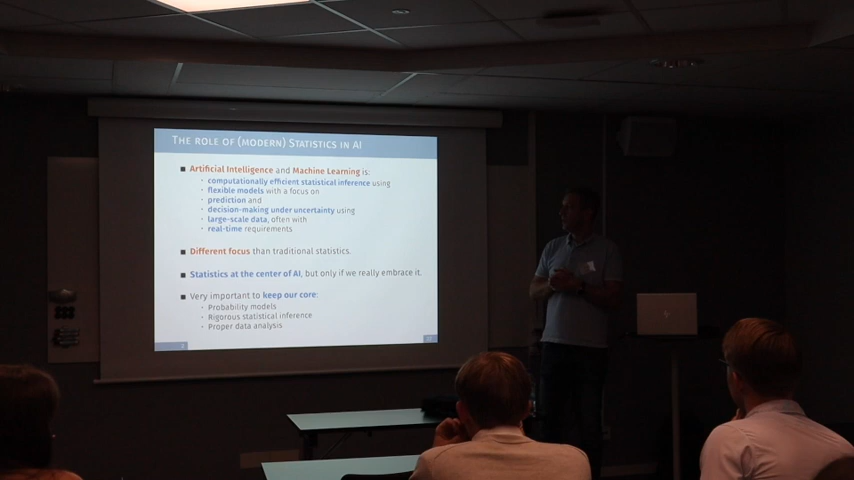 The role of (modern) Statistics in AI
Artificial Intelligence and Machine Learning is:
computationally efficient statistical inference using
flexible models with a focus on
prediction and
decision-making under uncertainty using
large-scale data, often with
real-time requirements
Different focus than traditional statistics.
Statistics at the center of AI, but only if we really embrace it.
Very important to keep our core:
Probability models
Rigorous statistical inference
Proper data analysis